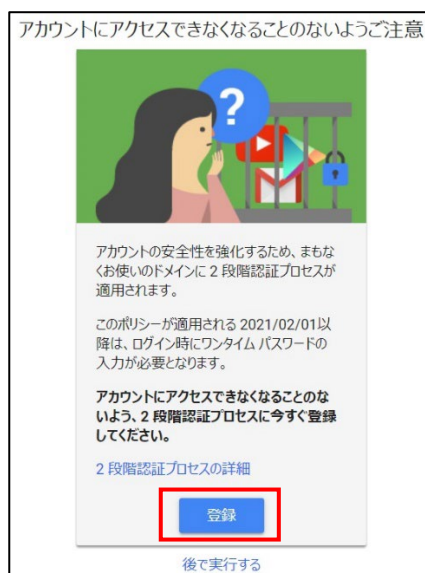 アカウントにアクセスできなくなることのないようご注意
?
アカウントの安全性を強化するため、まもな
くお使いのドメインに 2 段階認証プロセスが
適用されます。
このポリシーが適用される 2021/02/01以
降は、ログイン時にワンタイム パスワードの
入力が必要となります。
アカウントにアクセスできなくなることのな
いよう、2 段階認証プロセスに今すぐ登録
してください。
2 段階認証プロセスの詳細
登録
後で実行する